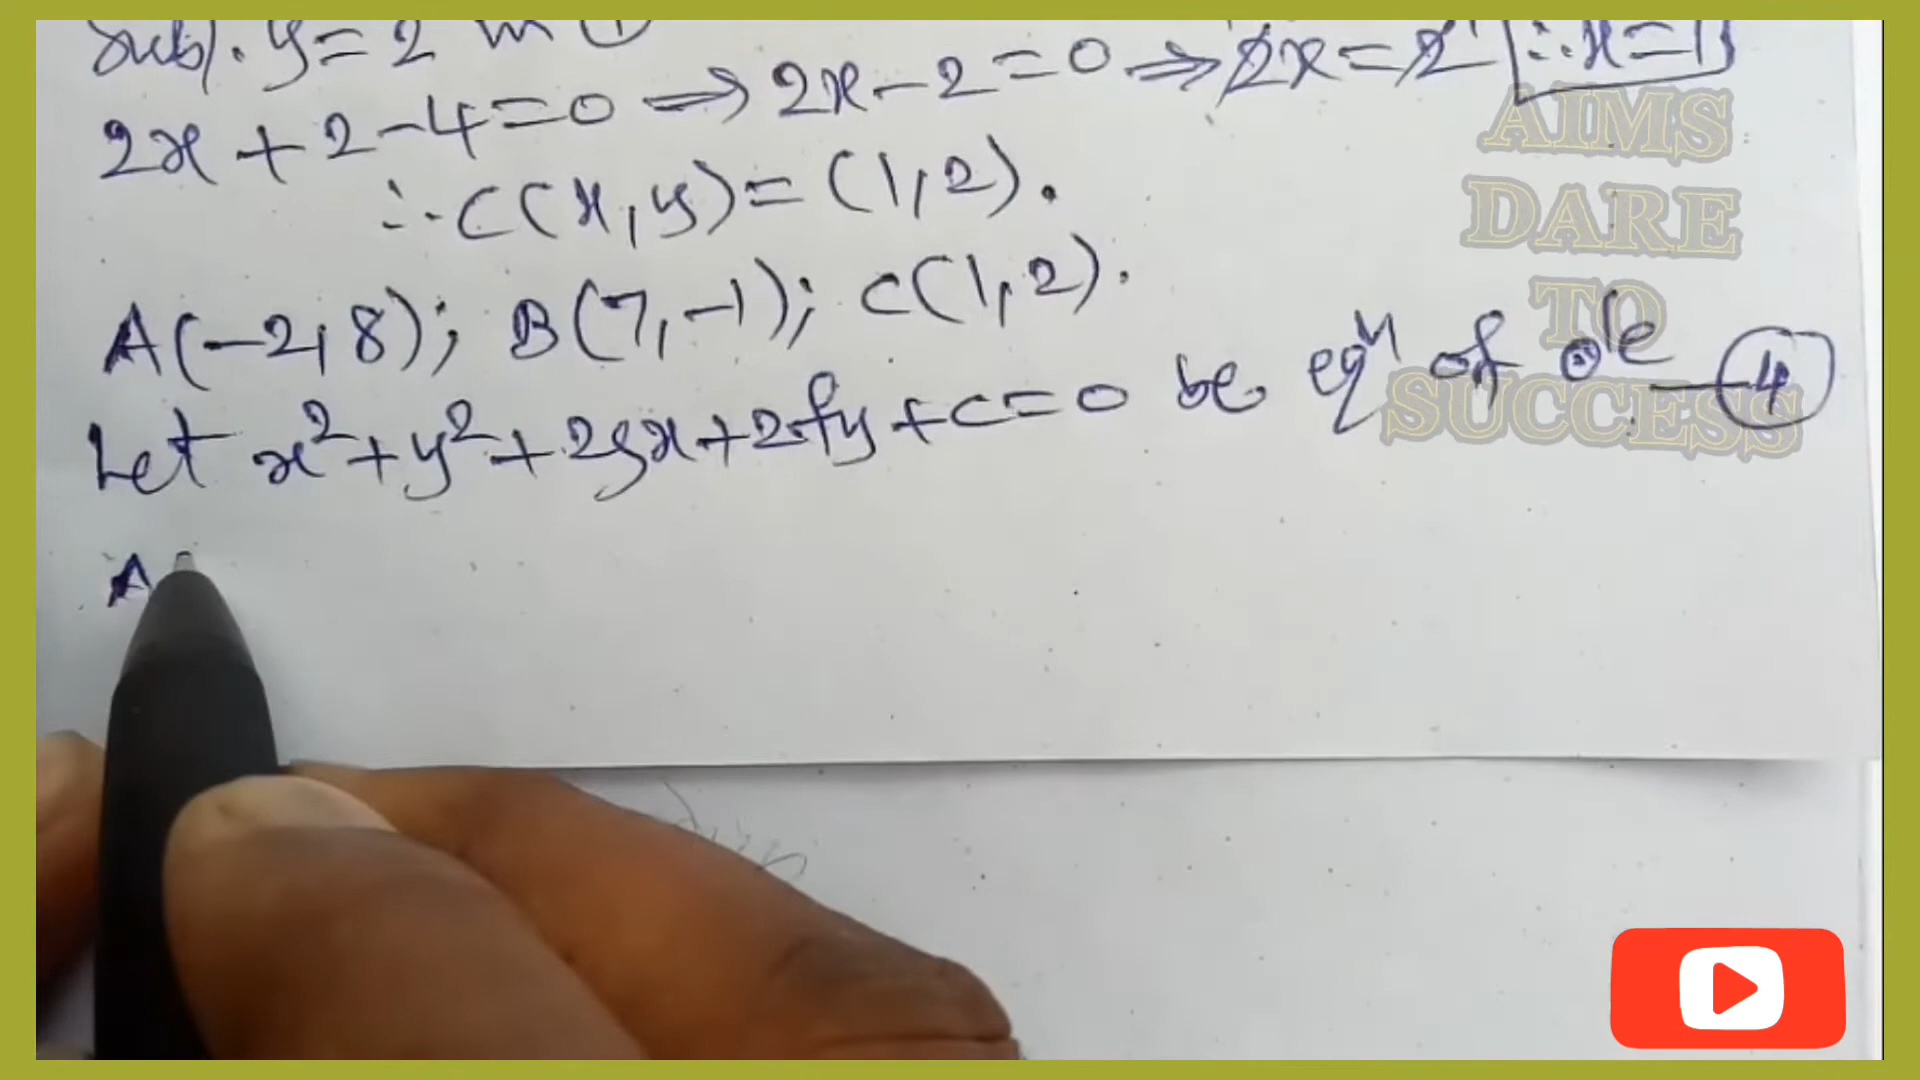 Sub/. y=2 in ①
2x+2-4=0 ⟹ 2x-2=0 ⟹ 2x=2 ∴x=1
∴ C(x,y)=(1,2).
A(-2,8); B(7,-1); C(1,2).
Let x²+y²+2gx+2fy+c=0 be eqn of ⊙le —④
A
AIMS
DARE
TO
SUCCESS